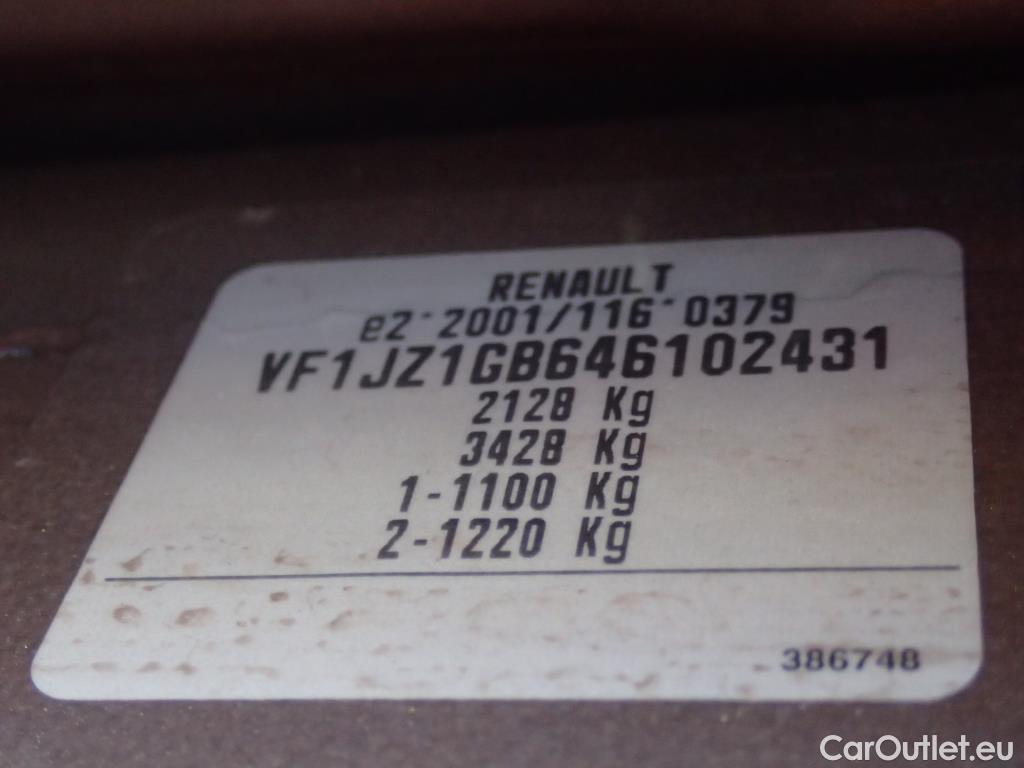 RENAULT
e2*2001/116*0379
VF1JZ1GB646102431
2128 Kg
3428 Kg
1-1100 Kg
2-1220 Kg
386748
CarOutlet.eu